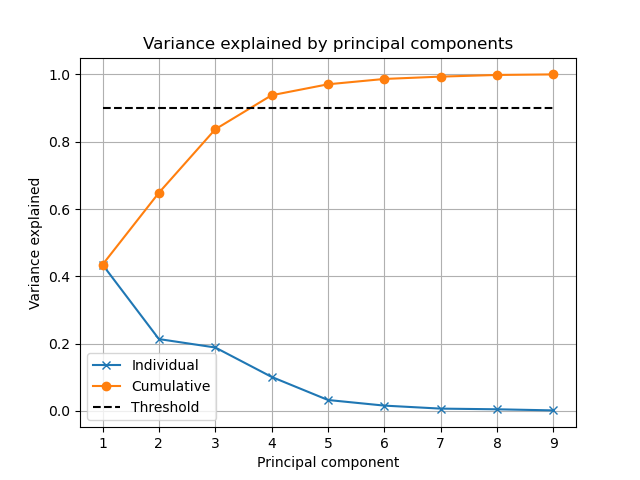 Variance explained by principal components
Variance explained
1.0
0.8
0.6
0.4
0.2
0.0
Individual
Cumulative
Threshold
1 2 3 4 5 6 7 8 9
Principal component